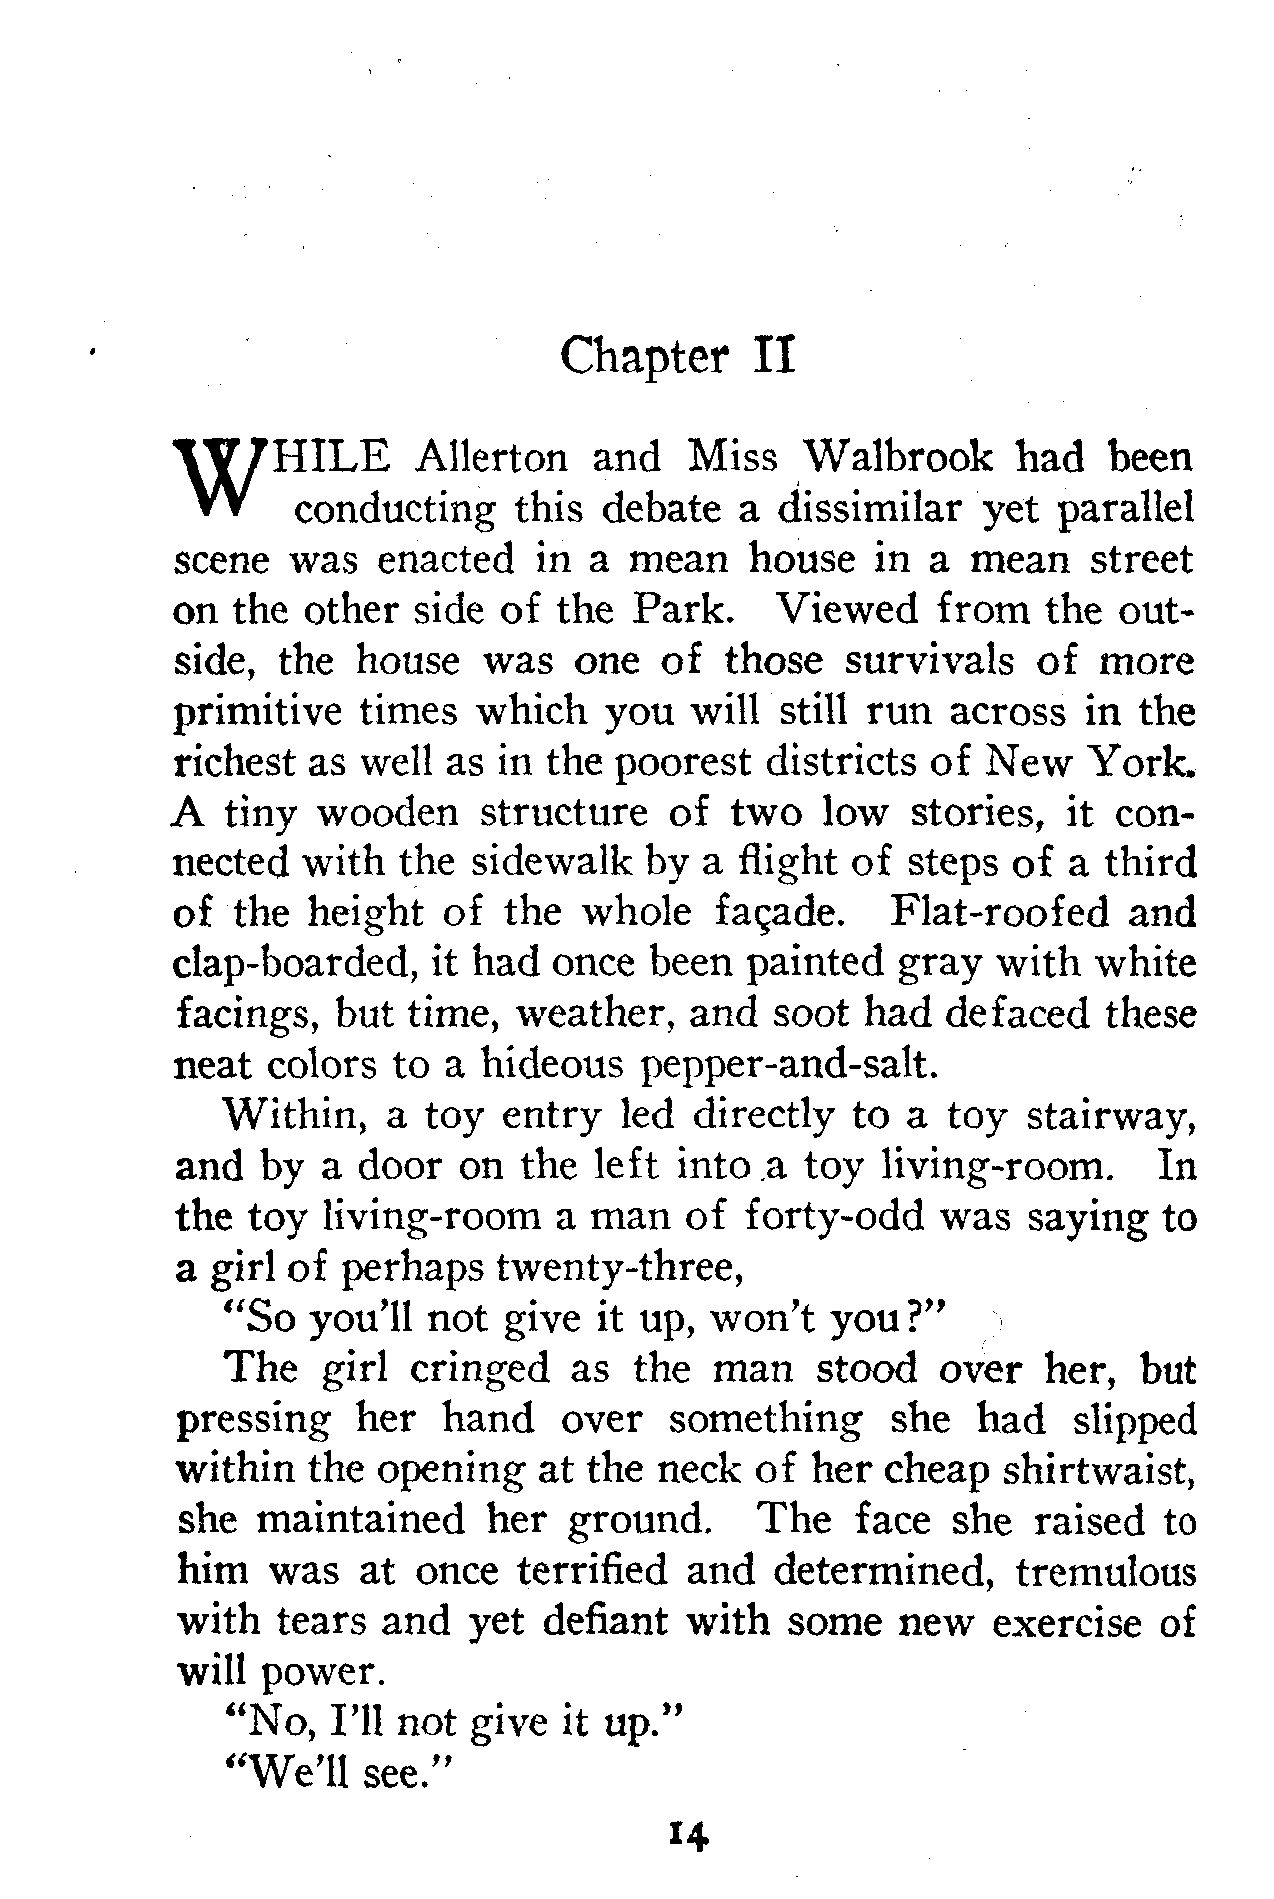 Chapter II
WHILE Allerton and Miss Walbrook had been
conducting this debate a dissimilar yet parallel
scene was enacted in a mean house in a mean street
on the other side of the Park. Viewed from the out-
side, the house was one of those survivals of more
primitive times which you will still run across in the
richest as well as in the poorest districts of New York.
A tiny wooden structure of two low stories, it con-
nected with the sidewalk by a flight of steps of a third
of the height of the whole façade. Flat-roofed and
clap-boarded, it had once been painted gray with white
facings, but time, weather, and soot had defaced these
neat colors to a hideous pepper-and-salt.
Within, a toy entry led directly to a toy stairway,
and by a door on the left into a toy living-room. In
the toy living-room a man of forty-odd was saying to
a girl of perhaps twenty-three,
“So you'll not give it up, won't you?”
The girl cringed as the man stood over her, but
pressing her hand over something she had slipped
within the opening at the neck of her cheap shirtwaist,
she maintained her ground. The face she raised to
him was at once terrified and determined, tremulous
with tears and yet defiant with some new exercise of
will power.
“No, I'll not give it up.”
“We'll see.”
14